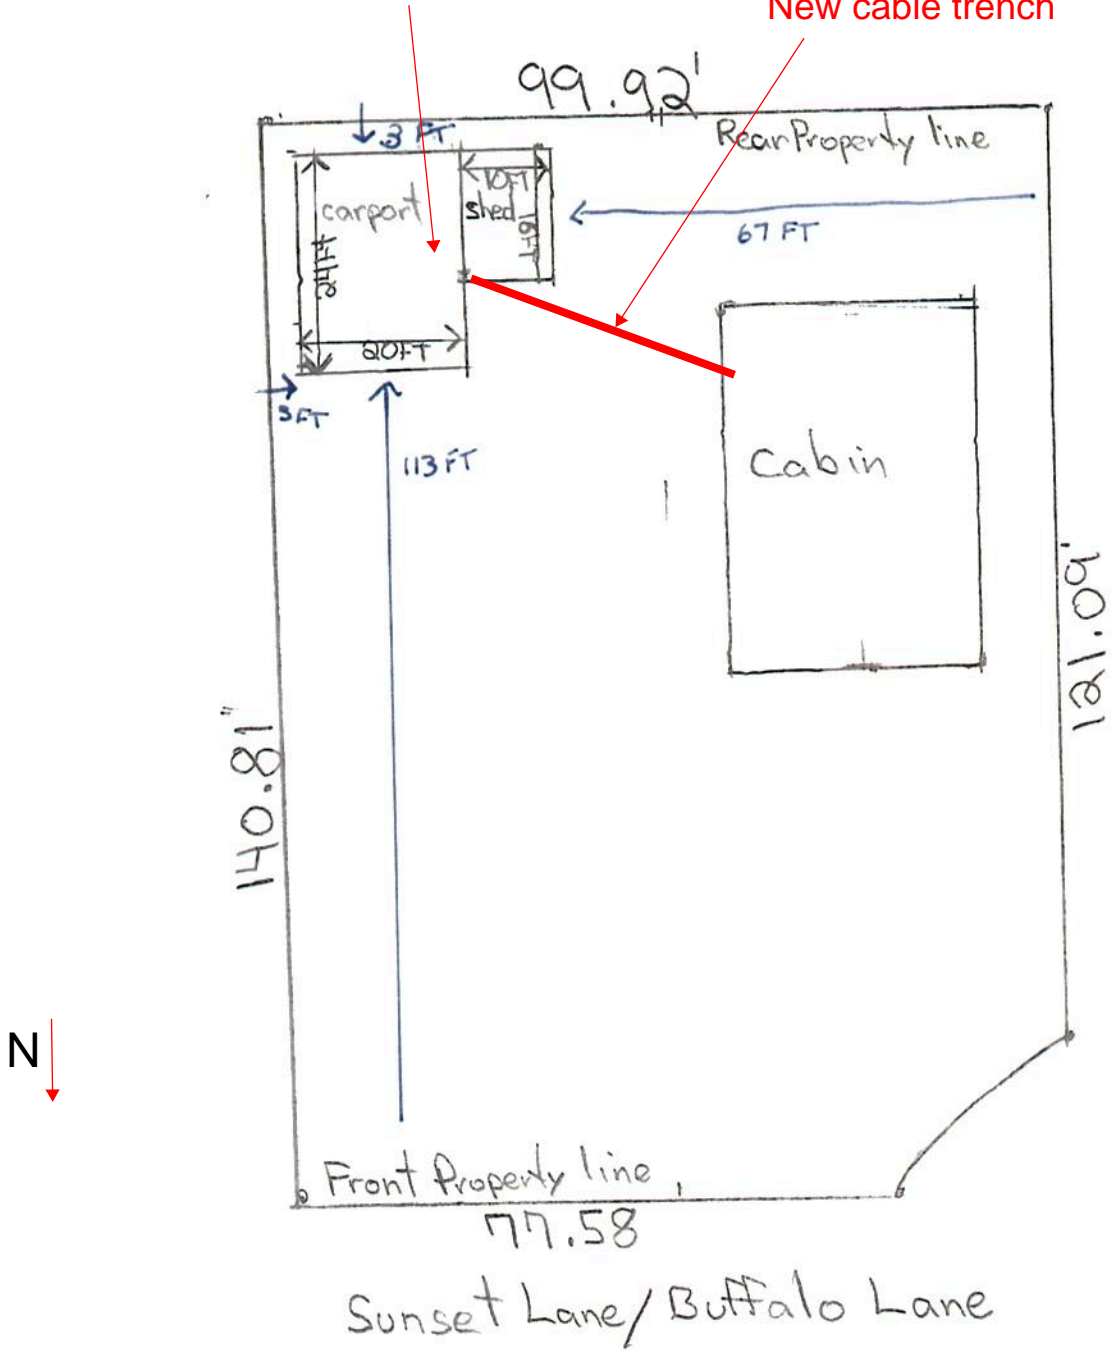 New cable trench
99.92'
Rear Property line
3 FT
10FT
carport
shed
16FT
67 FT
24FT
20FT
3FT
113 FT
Cabin
121.09'
140.81"
N
Front Property line
77.58
Sunset Lane/Buffalo Lane